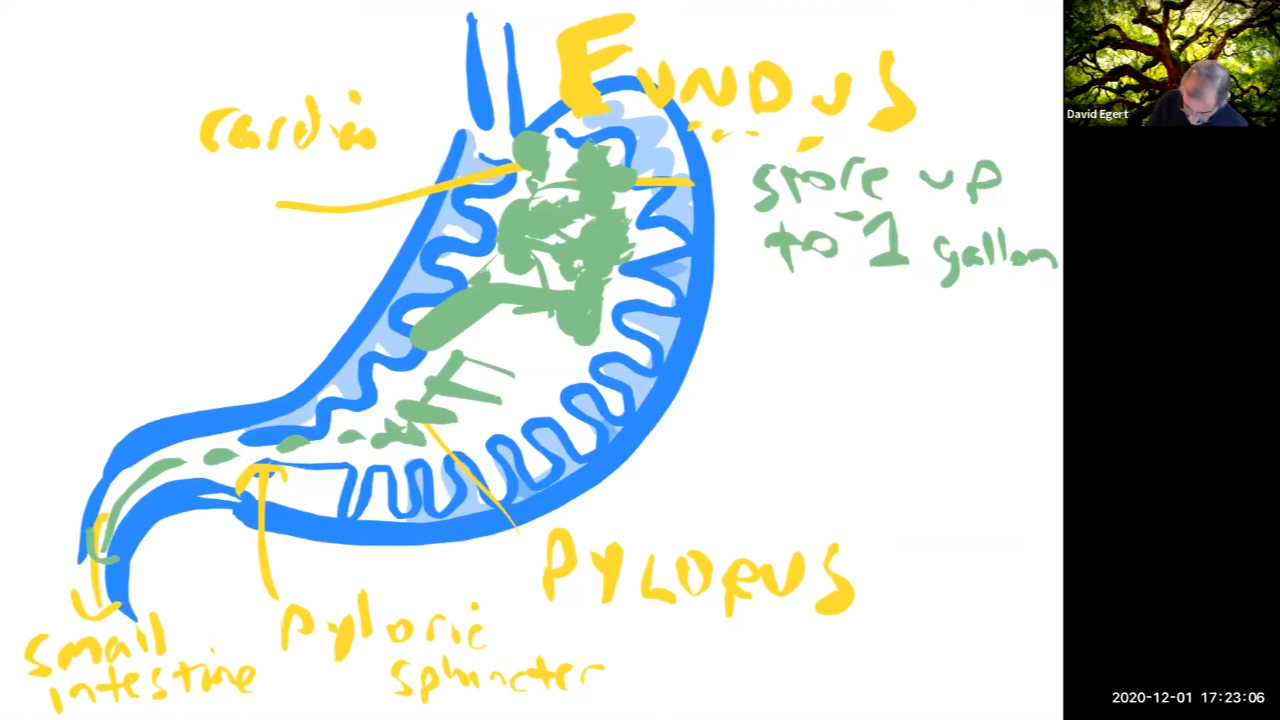 FUNDUS
cardia
store up
to 1 gallon
PYLORUS
pyloric
sphincter
small
intestine
David Egert
2020-12-01 17:23:06